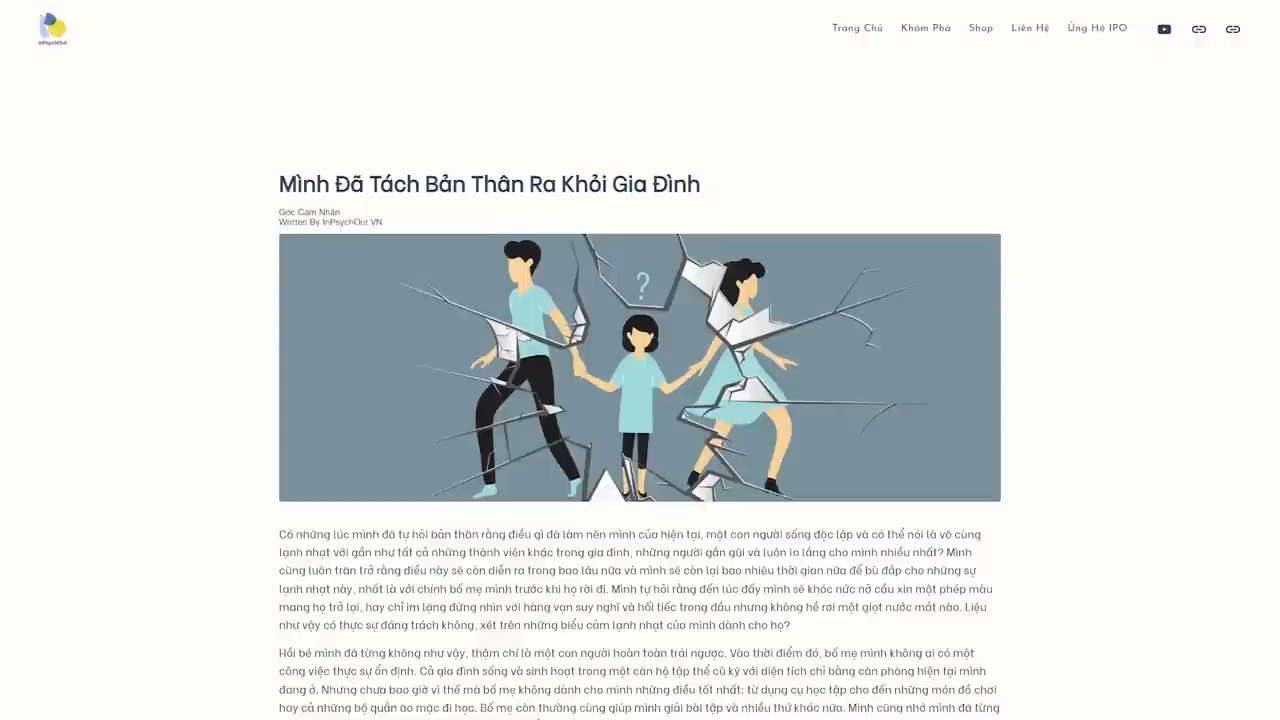 InPsychOut
Trang Chủ
Khám Phá
Shop
Liên Hệ
Ủng Hộ IPO
Mình Đã Tách Bản Thân Ra Khỏi Gia Đình
Góc Cảm Nhận
Written By InPsychOut VN
?
Có những lúc mình đã tự hỏi bản thân rằng điều gì đã làm nên mình của hiện tại, một con người sống độc lập và có thể nói là vô cùng
lạnh nhạt với gần như tất cả những thành viên khác trong gia đình, những người gần gũi và luôn lo lắng cho mình nhiều nhất? Mình
cũng luôn trăn trở rằng điều này sẽ còn diễn ra trong bao lâu nữa và mình sẽ còn lại bao nhiêu thời gian nữa để bù đắp cho những sự
lạnh nhạt này, nhất là với chính bố mẹ mình trước khi họ rời đi. Mình tự hỏi rằng đến lúc đấy mình sẽ khóc nức nở cầu xin một phép màu
mang họ trở lại, hay chỉ im lặng đứng nhìn với hàng vạn suy nghĩ và hối tiếc trong đầu nhưng không hề rơi một giọt nước mắt nào. Liệu
như vậy có thực sự đáng trách không, xét trên những biểu cảm lạnh nhạt của mình dành cho họ?
Hồi bé mình đã từng không như vậy, thậm chí là một con người hoàn toàn trái ngược. Vào thời điểm đó, bố mẹ mình không ai có một
công việc thực sự ổn định. Cả gia đình sống và sinh hoạt trong một căn hộ tập thể cũ kỹ với diện tích chỉ bằng căn phòng hiện tại mình
đang ở. Nhưng chưa bao giờ vì thế mà bố mẹ không dành cho mình những điều tốt nhất: từ dụng cụ học tập cho đến những món đồ chơi
hay cả những bộ quần áo mặc đi học. Bố mẹ còn thường cùng giúp mình giải bài tập và nhiều thứ khác nữa. Mình cũng nhớ mình đã từng